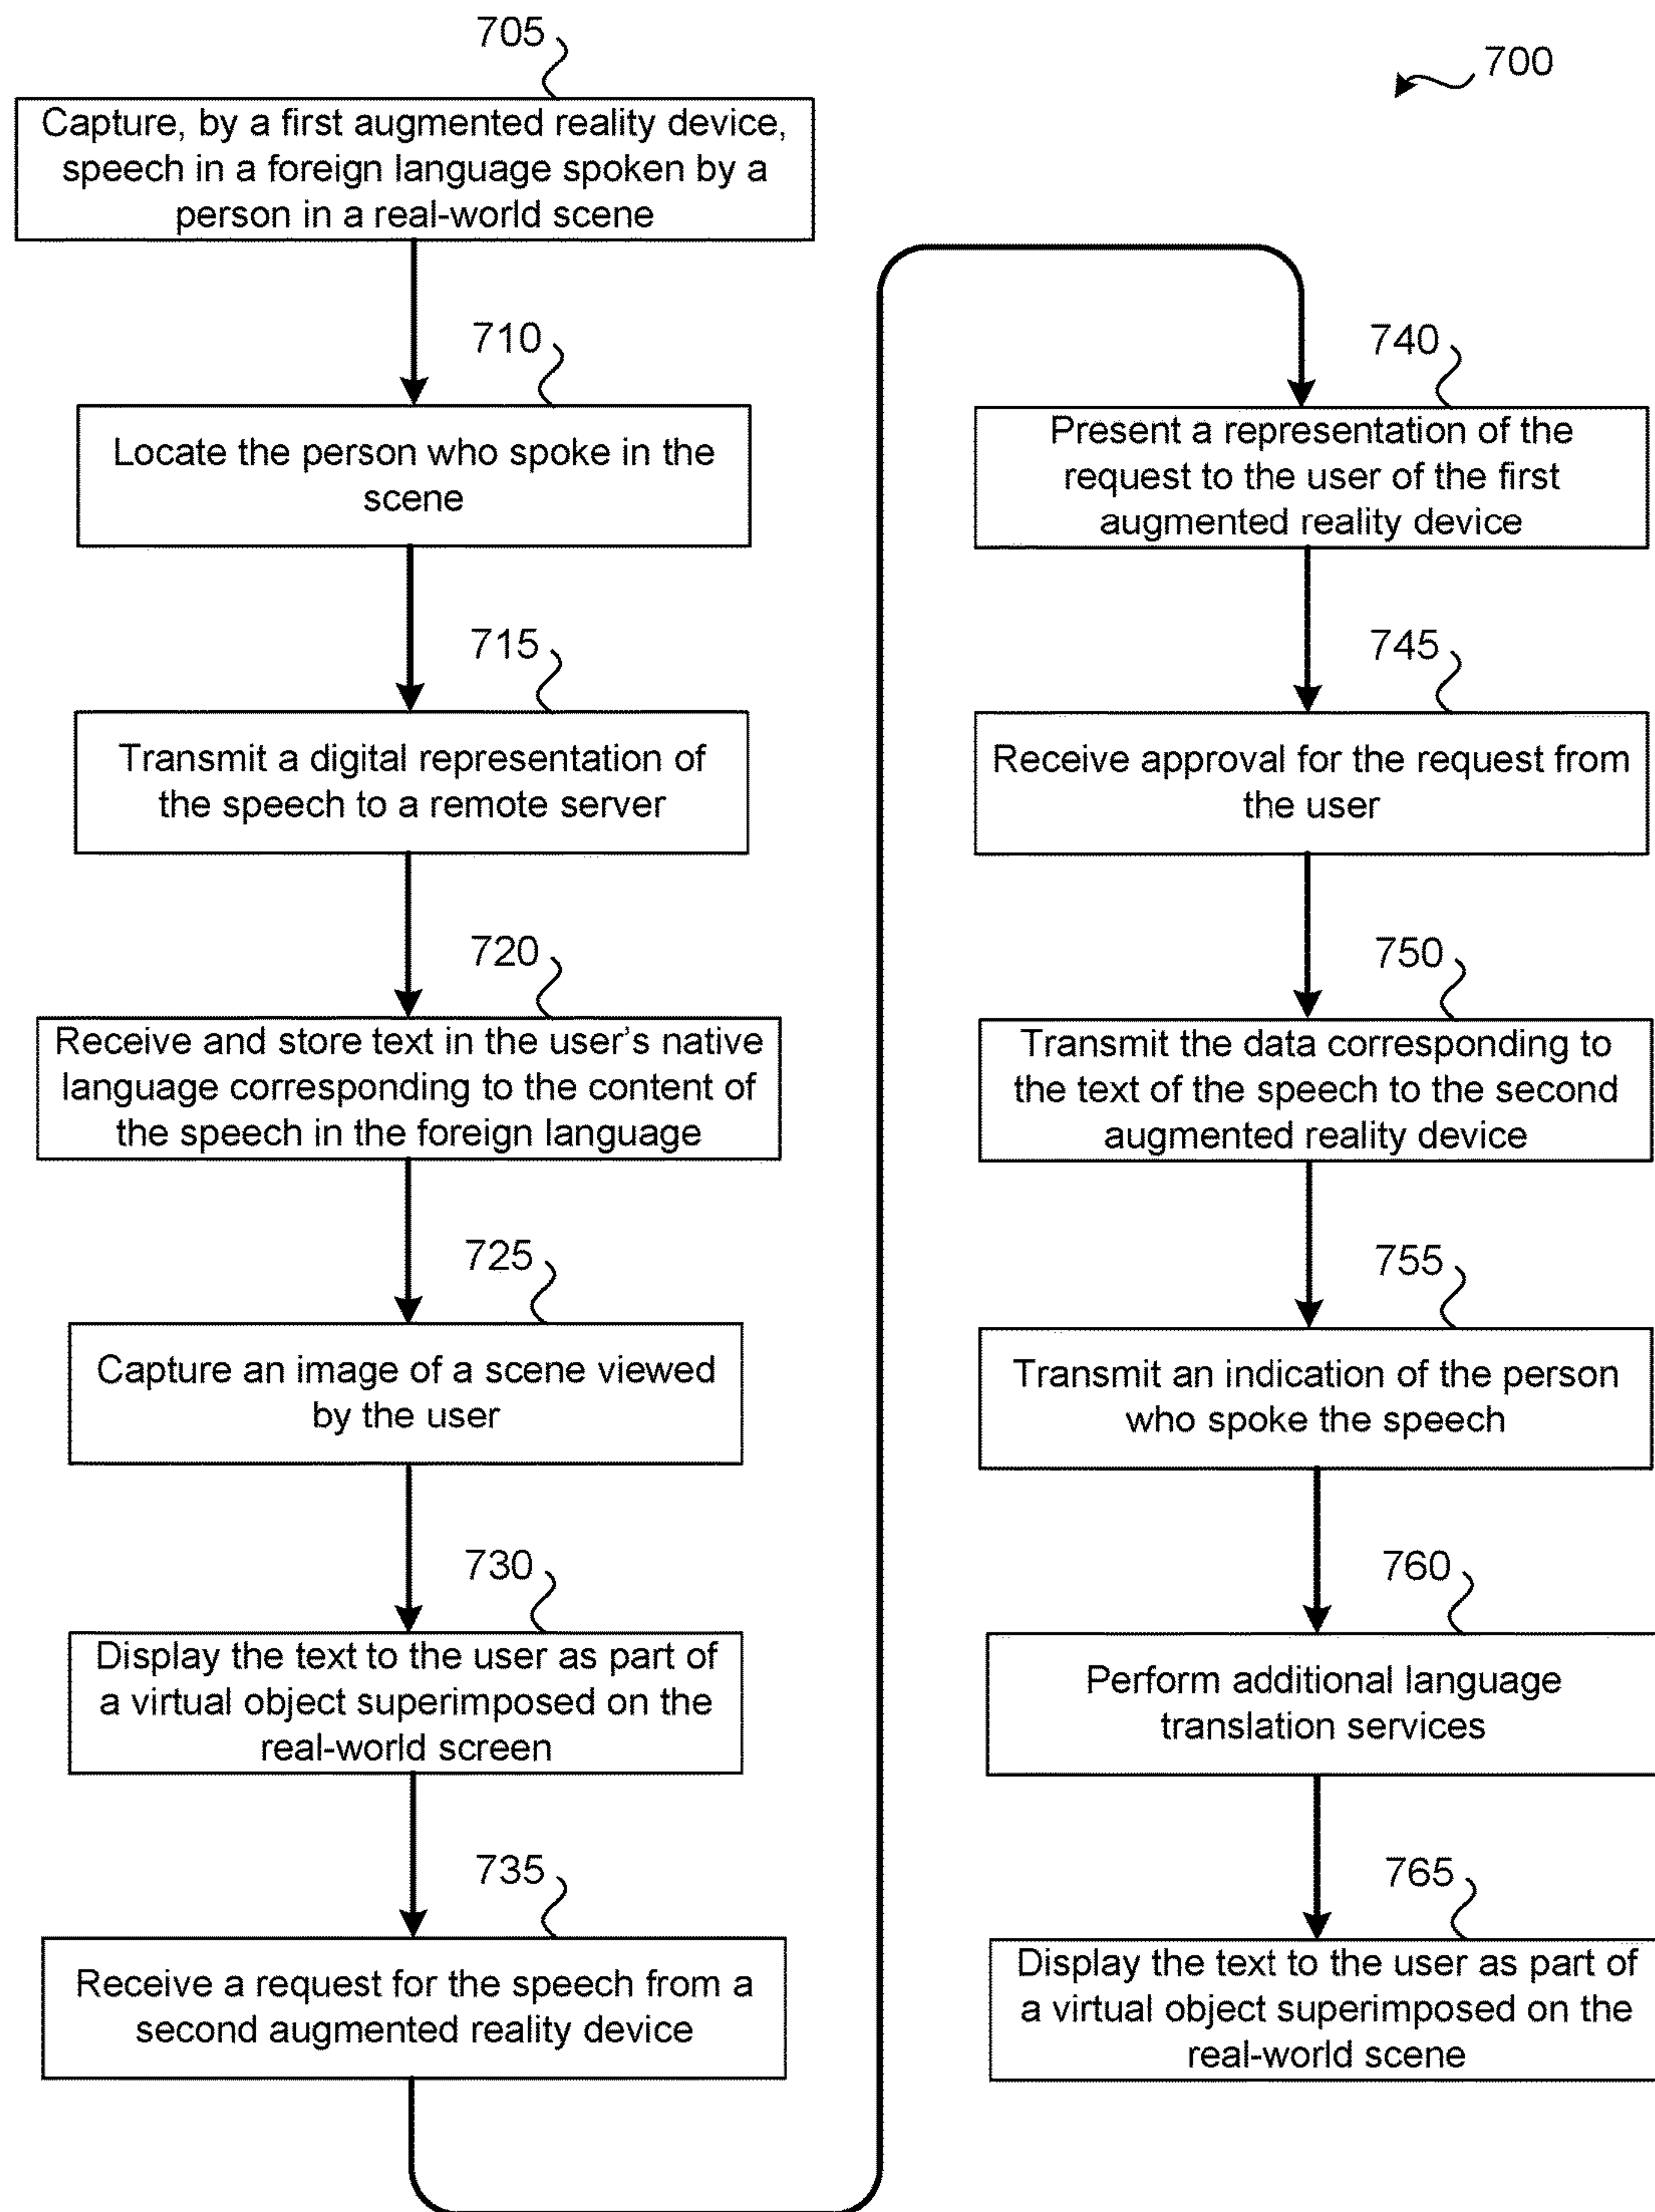 705
Capture, by a first augmented reality device,
speech in a foreign language spoken by a
person in a real-world scene
710
Locate the person who spoke in the
scene
715
Transmit a digital representation of
the speech to a remote server
720
Receive and store text in the user's native
language corresponding to the content of
the speech in the foreign language
725
Capture an image of a scene viewed
by the user
730
Display the text to the user as part of
a virtual object superimposed on the
real-world screen
735
Receive a request for the speech from a
second augmented reality device
700
740
Present a representation of the
request to the user of the first
augmented reality device
745
Receive approval for the request from
the user
750
Transmit the data corresponding to
the text of the speech to the second
augmented reality device
755
Transmit an indication of the person
who spoke the speech
760
Perform additional language
translation services
765
Display the text to the user as part of
a virtual object superimposed on the
real-world scene